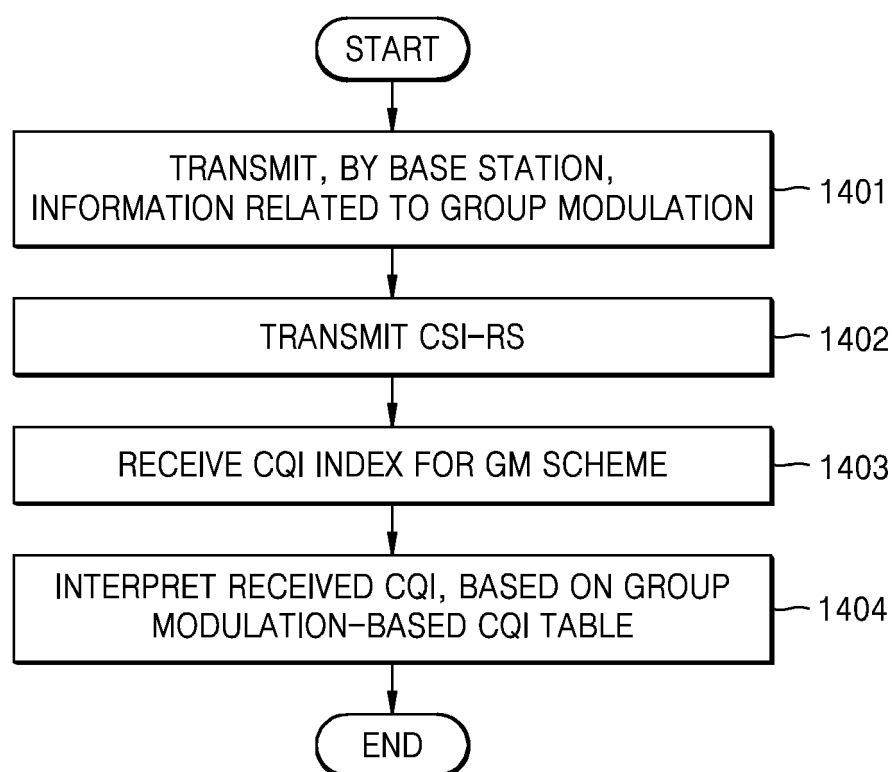 START
TRANSMIT, BY BASE STATION,
INFORMATION RELATED TO GROUP MODULATION
1401
TRANSMIT CSI-RS
1402
RECEIVE CQI INDEX FOR GM SCHEME
1403
INTERPRET RECEIVED CQI, BASED ON GROUP
MODULATION-BASED CQI TABLE
1404
END